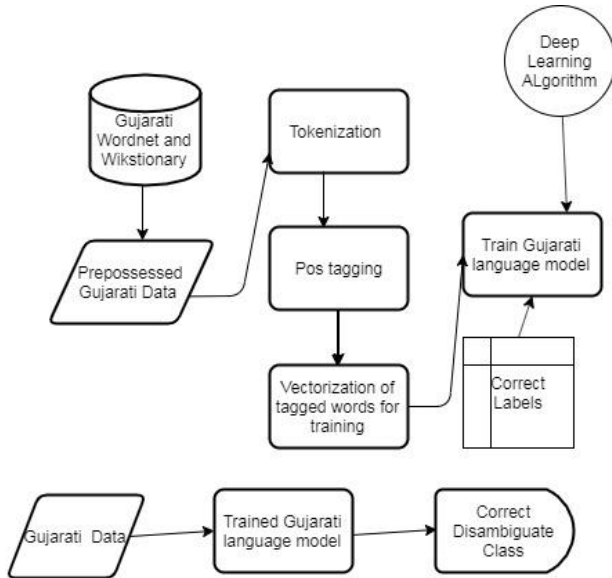 Gujarati
Wordnet and
Wikstionary
Prepossessed
Gujarati Data
Tokenization
Pos tagging
Vectorization of
tagged words for
training
Deep
Learning
ALgorithm
Train Gujarati
language model
Correct
Labels
Gujarati Data
Trained Gujarati
language model
Correct
Disambiguate
Class